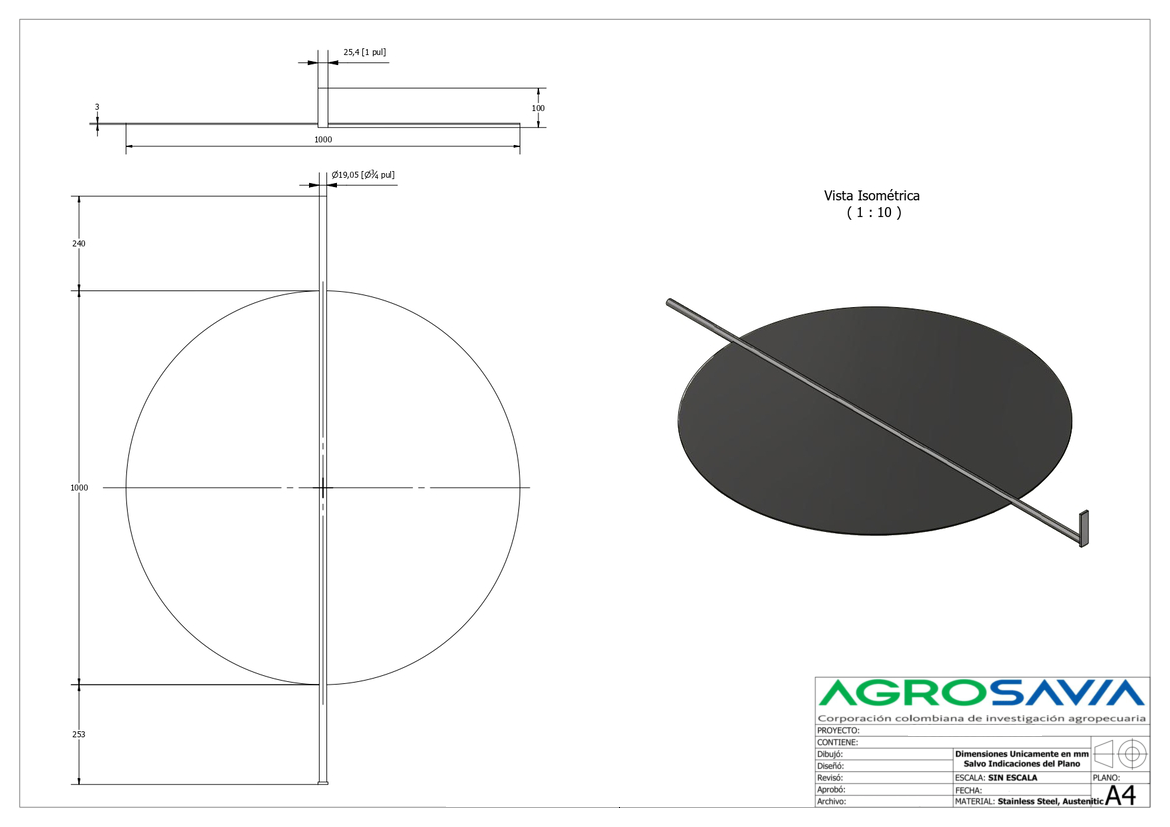 25,4 [1 pul]
3
100
1000
Ø19,05 [Ø¾ pul]
240
1000
253
Vista Isométrica
( 1 : 10 )
AGROSAVIA
Corporación colombiana de investigación agropecuaria
PROYECTO:
CONTIENE:
Dibujó:
Dimensiones Unicamente en mm
Diseñó:
Salvo Indicaciones del Plano
Revisó:
ESCALA: SIN ESCALA
PLANO:
Aprobó:
FECHA:
Archivo:
MATERIAL: Stainless Steel, Austenitic
A4